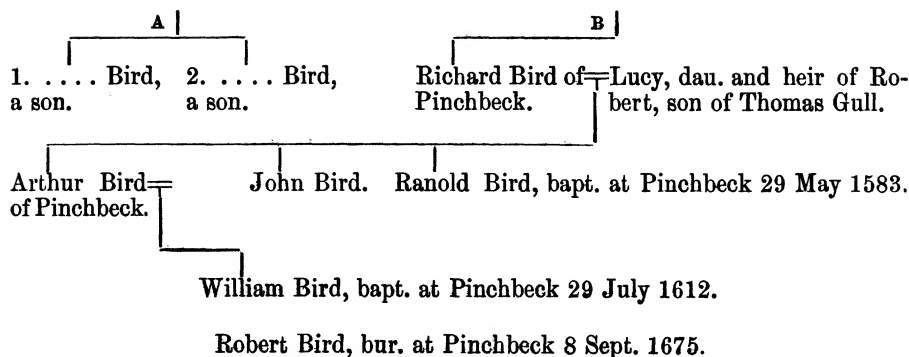 A B
1. . . . . . Bird, 2. . . . . . Bird, Richard Bird of Lucy, dau. and heir of Ro-
a son. a son. Pinchbeck. bert, son of Thomas Gull.
Arthur Bird John Bird. Ranold Bird, bapt. at Pinchbeck 29 May 1583.
of Pinchbeck.
William Bird, bapt. at Pinchbeck 29 July 1612.
Robert Bird, bur. at Pinchbeck 8 Sept. 1675.